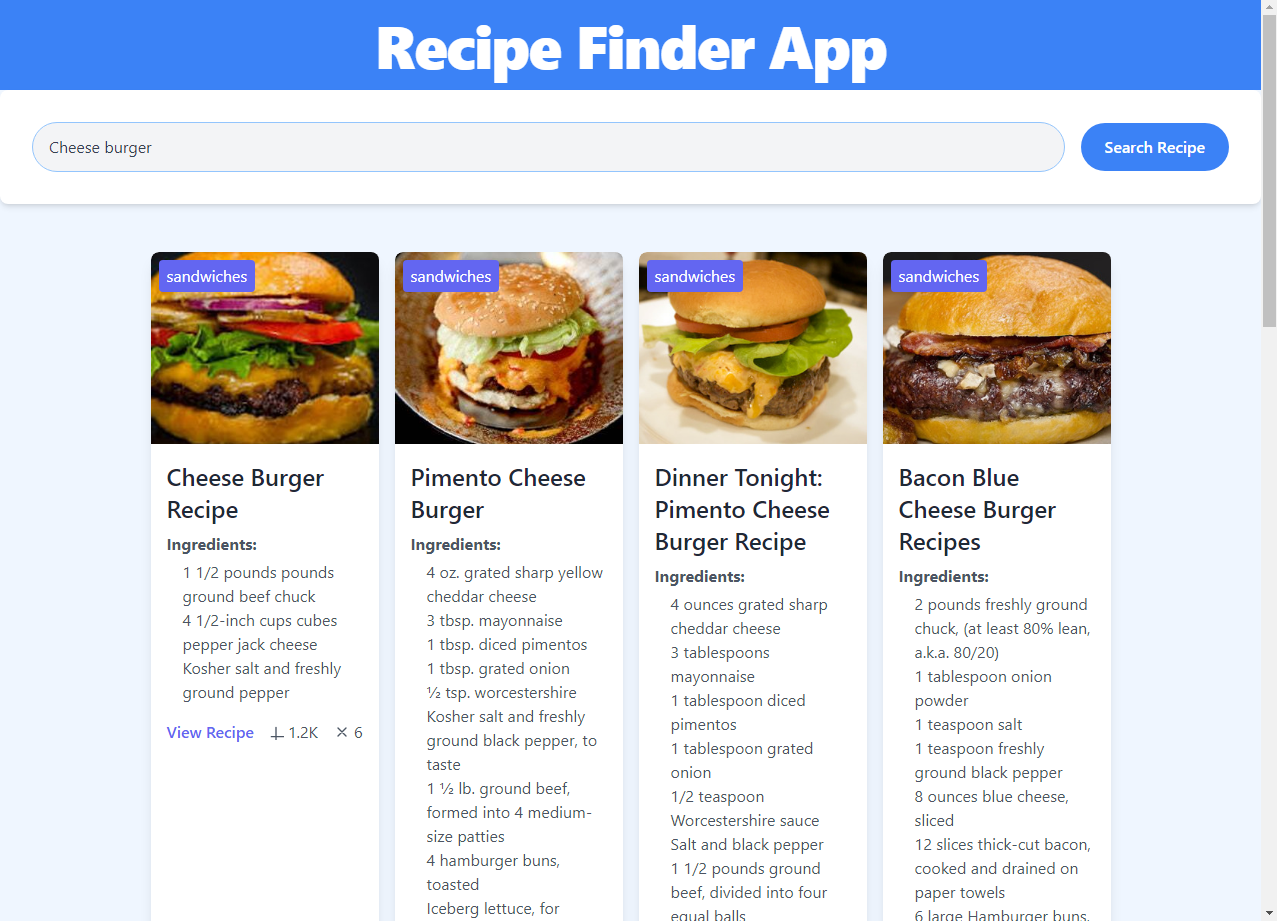 Recipe Finder App
Cheese burger
Search Recipe
sandwiches
Cheese Burger
Recipe
Ingredients:
1 1/2 pounds pounds
ground beef chuck
4 1/2-inch cups cubes
pepper jack cheese
Kosher salt and freshly
ground pepper
View Recipe 1.2K 6
sandwiches
Pimento Cheese
Burger
Ingredients:
4 oz. grated sharp yellow
cheddar cheese
3 tbsp. mayonnaise
1 tbsp. diced pimentos
1 tbsp. grated onion
½ tsp. worcestershire
Kosher salt and freshly
ground black pepper, to
taste
1 ½ lb. ground beef,
formed into 4 medium-
size patties
4 hamburger buns,
toasted
Iceberg lettuce, for
sandwiches
Dinner Tonight:
Pimento Cheese
Burger Recipe
Ingredients:
4 ounces grated sharp
cheddar cheese
3 tablespoons
mayonnaise
1 tablespoon diced
pimentos
1 tablespoon grated
onion
1/2 teaspoon
Worcestershire sauce
Salt and black pepper
1 1/2 pounds ground
beef, divided into four
equal balls
sandwiches
Bacon Blue
Cheese Burger
Recipes
Ingredients:
2 pounds freshly ground
chuck, (at least 80% lean,
a.k.a. 80/20)
1 tablespoon onion
powder
1 teaspoon salt
1 teaspoon freshly
ground black pepper
8 ounces blue cheese,
sliced
12 slices thick-cut bacon,
cooked and drained on
paper towels
6 large Hamburger buns,